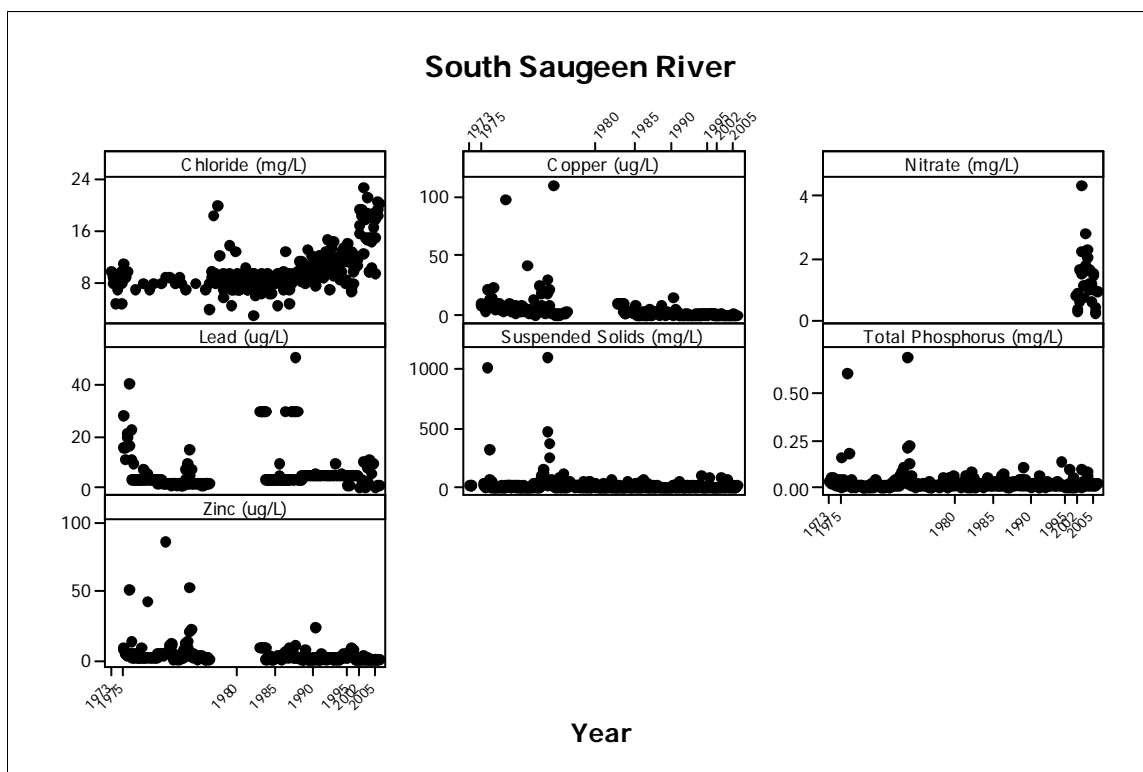 South Saugeen River
1973 1975 1980 1985 1990 1995 2002 2005
Chloride (mg/L)
24
16
8
Copper (ug/L)
100
50
0
Nitrate (mg/L)
4
2
0
Lead (ug/L)
40
20
0
Suspended Solids (mg/L)
1000
500
0
Total Phosphorus (mg/L)
0.50
0.25
0.00
1973 1975 1980 1985 1990 1995 2002 2005
Zinc (ug/L)
100
50
0
1973 1975 1980 1985 1990 1995 2002 2005
Year